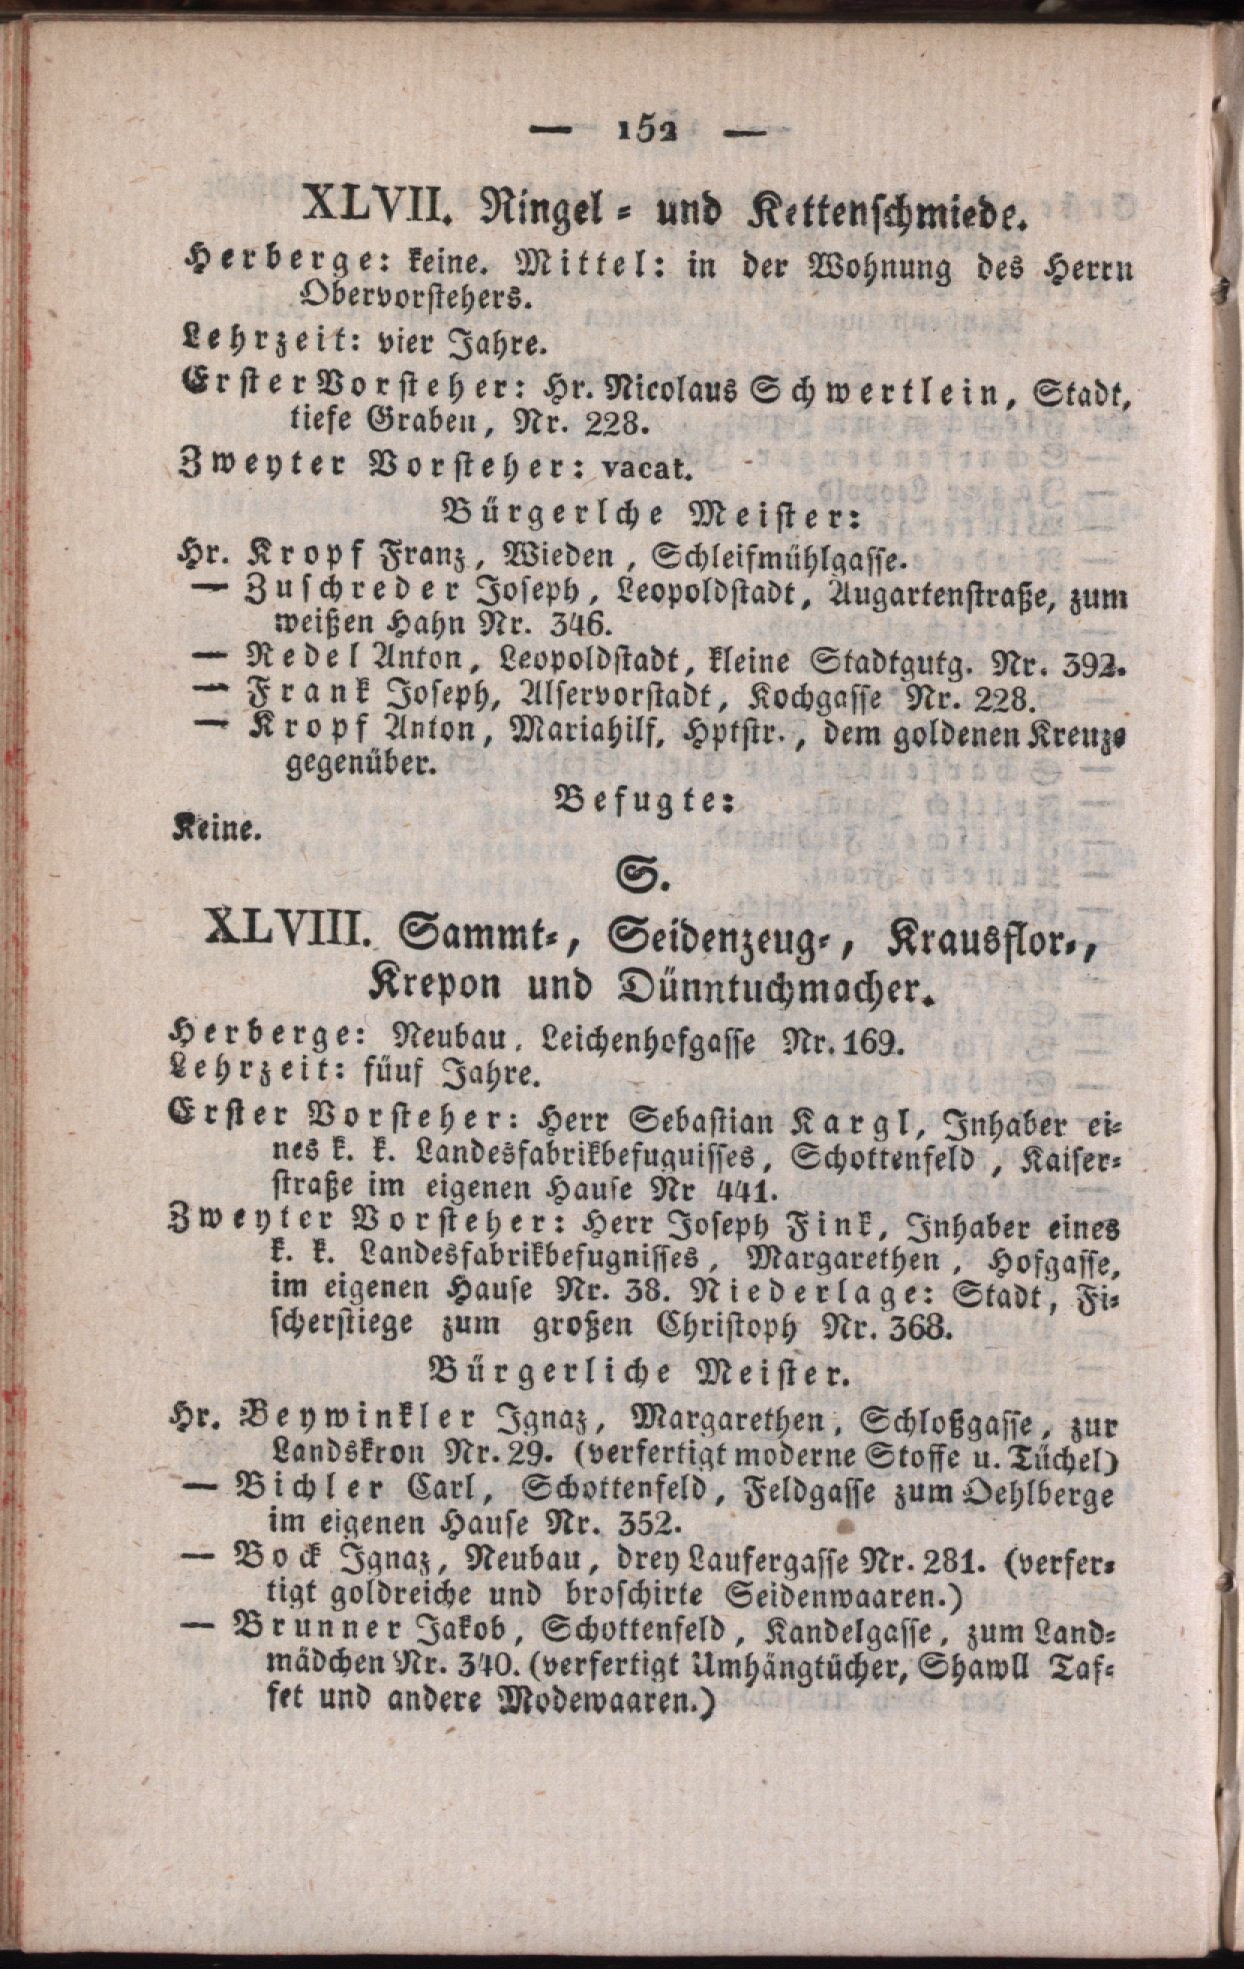 — 152 —
XLVII. Ringel- und Kettenschmiede.
Herberge: keine. Mittel: in der Wohnung des Herrn
Obervorstehers.
Lehrzeit: vier Jahre.
Erster Vorsteher: Hr. Nicolaus Schwertlein, Stadt,
tiefe Graben, Nr. 228.
Zweyter Vorsteher: vacat.
Bürgerlche Meister:
Hr. Kropf Franz, Wieden, Schleifmühlgasse.
— Zuschreder Joseph, Leopoldstadt, Augartenstraße, zum
weißen Hahn Nr. 346.
— Redel Anton, Leopoldstadt, kleine Stadtgutg. Nr. 392.
— Frank Joseph, Alservorstadt, Kochgasse Nr. 228.
— Kropf Anton, Mariahilf, Hptstr., dem goldenen Kreuze
gegenüber.
Befugte:
Keine.
S.
XLVIII. Sammt-, Seidenzeug-, Krausflor-,
Krepon und Dünntuchmacher.
Herberge: Neubau, Leichenhofgasse Nr. 169.
Lehrzeit: fünf Jahre.
Erster Vorsteher: Herr Sebastian Kargl, Inhaber ei-
nes k. k. Landesfabrikbefugnisses, Schottenfeld, Kaiser-
straße im eigenen Hause Nr 441.
Zweyter Vorsteher: Herr Joseph Fink, Inhaber eines
k. k. Landesfabrikbefugnisses, Margarethen, Hofgasse,
im eigenen Hause Nr. 38. Niederlage: Stadt, Fi-
scherstiege zum großen Christoph Nr. 368.
Bürgerliche Meister.
Hr. Beywinkler Ignaz, Margarethen, Schloßgasse, zur
Landskron Nr. 29. (verfertigt moderne Stoffe u. Tüchel)
— Bichler Carl, Schottenfeld, Feldgasse zum Oehlberge
im eigenen Hause Nr. 352.
— Bock Ignaz, Neubau, drey Laufergasse Nr. 281. (verfer-
tigt goldreiche und broschirte Seidenwaaren.)
— Brunner Jakob, Schottenfeld, Kandelgasse, zum Land-
mädchen Nr. 340. (verfertigt Umhängtücher, Shawll Taf-
fet und andere Modewaaren.)